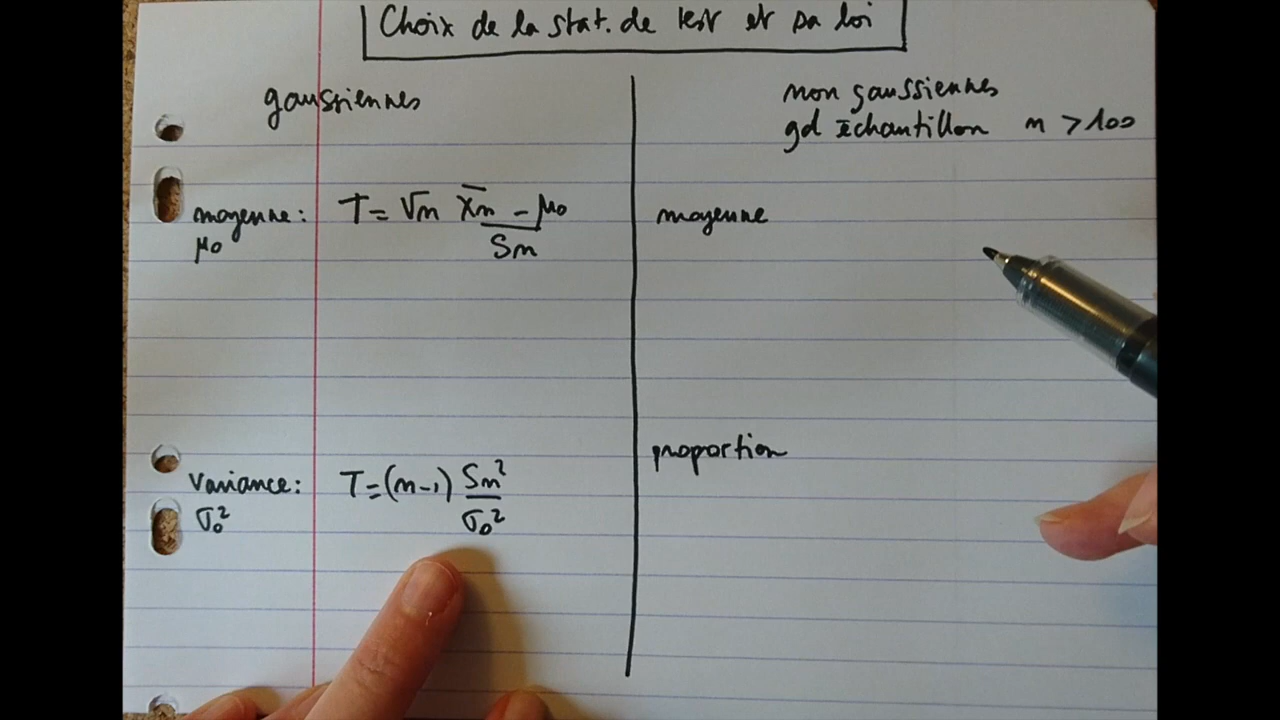 Choix de la stat. de test et sa loi
gaussiennes
moyenne: T = √n X̄n - μ0
μ0 Sn
variance: T = (n-1) Sn²
σ0² σ0²
non gaussiennes
gd échantillon n > 100
moyenne
proportion